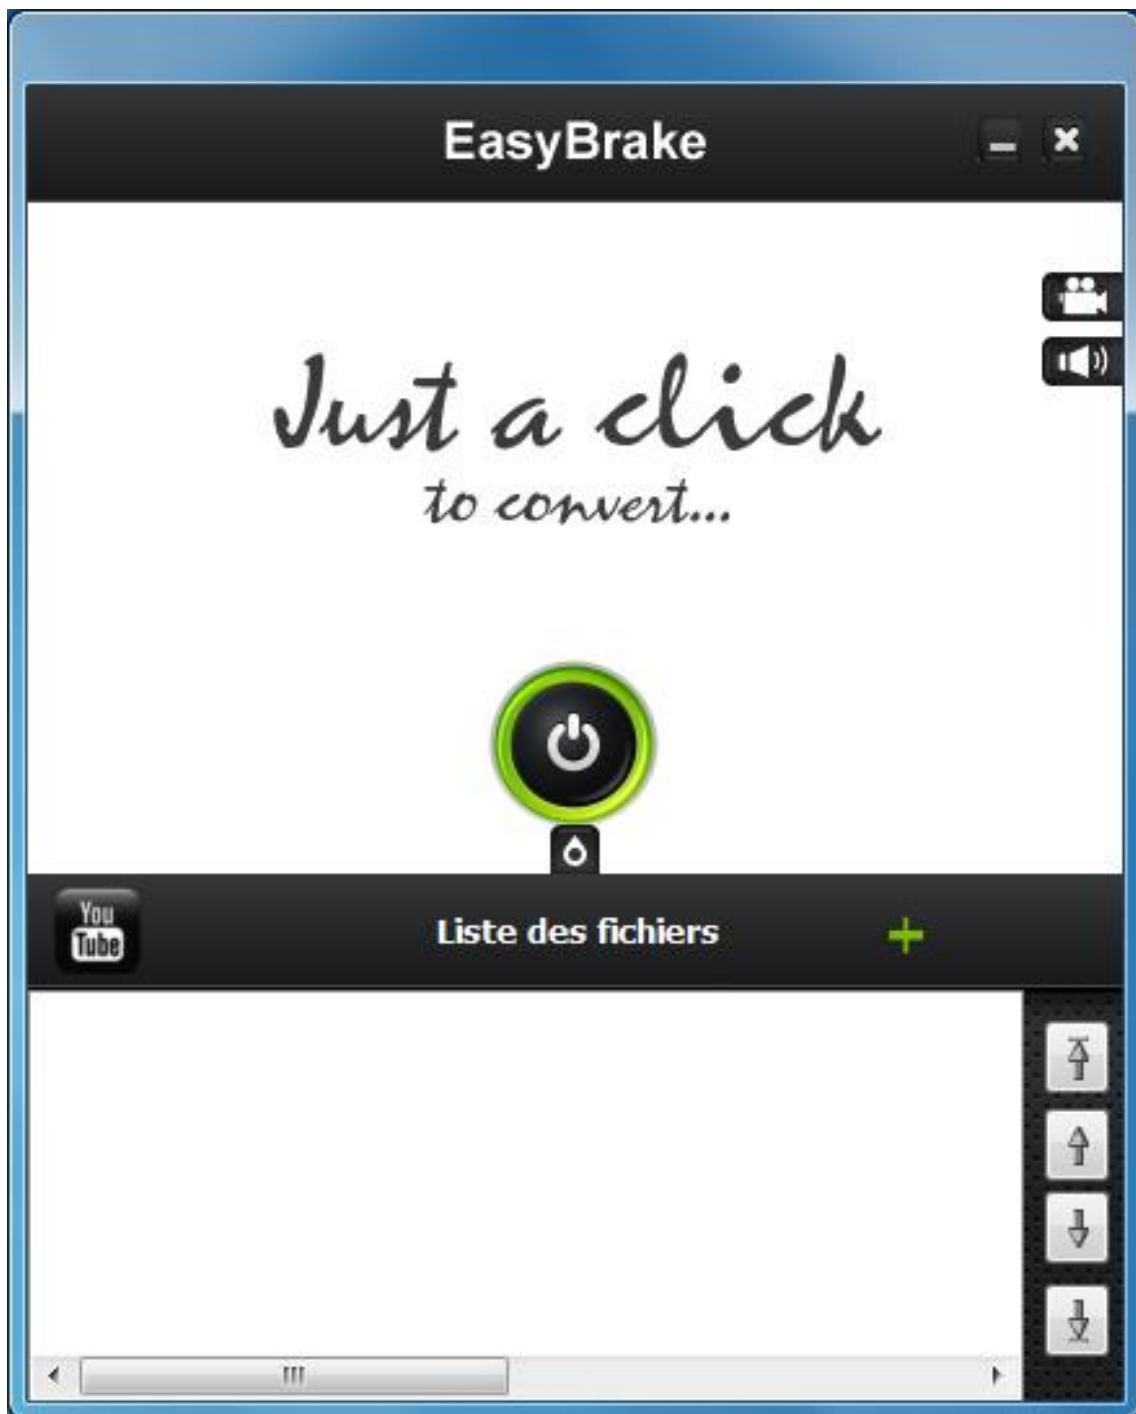 EasyBrake
Just a click
to convert...
You
Tube
Liste des fichiers